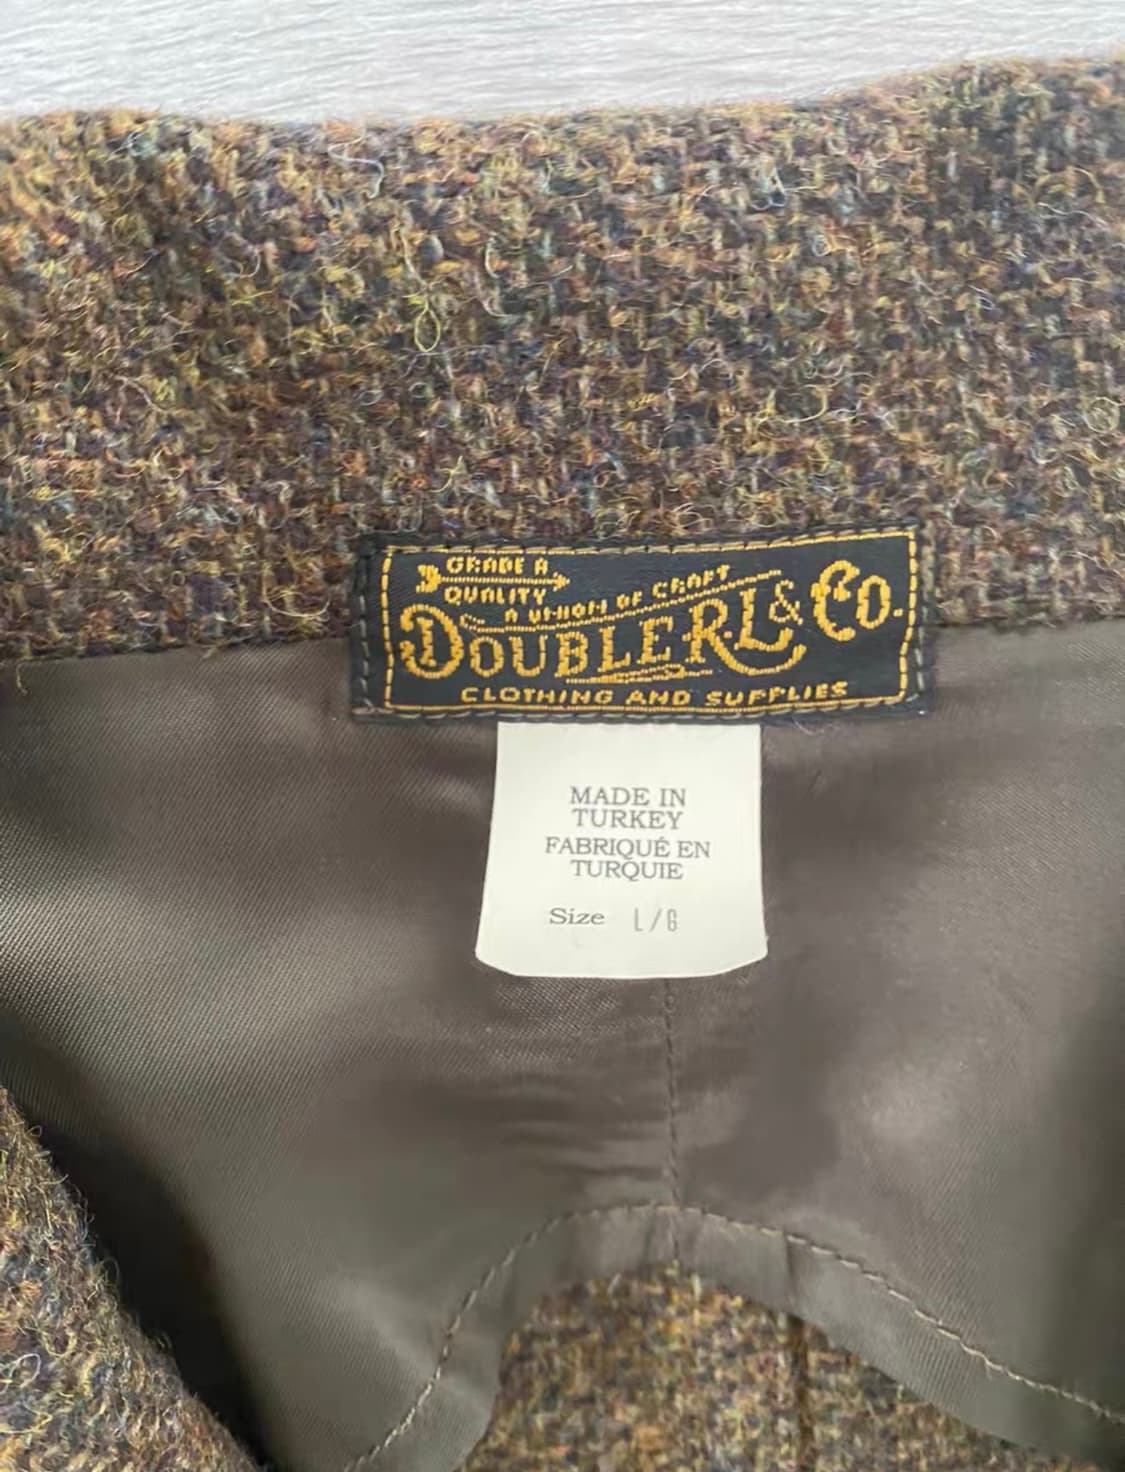 GRADE A
QUALITY
A UNION OF CRAFT
DOUBLE RL & CO.
CLOTHING AND SUPPLIES
MADE IN
TURKEY
FABRIQUÉ EN
TURQUIE
Size L/G